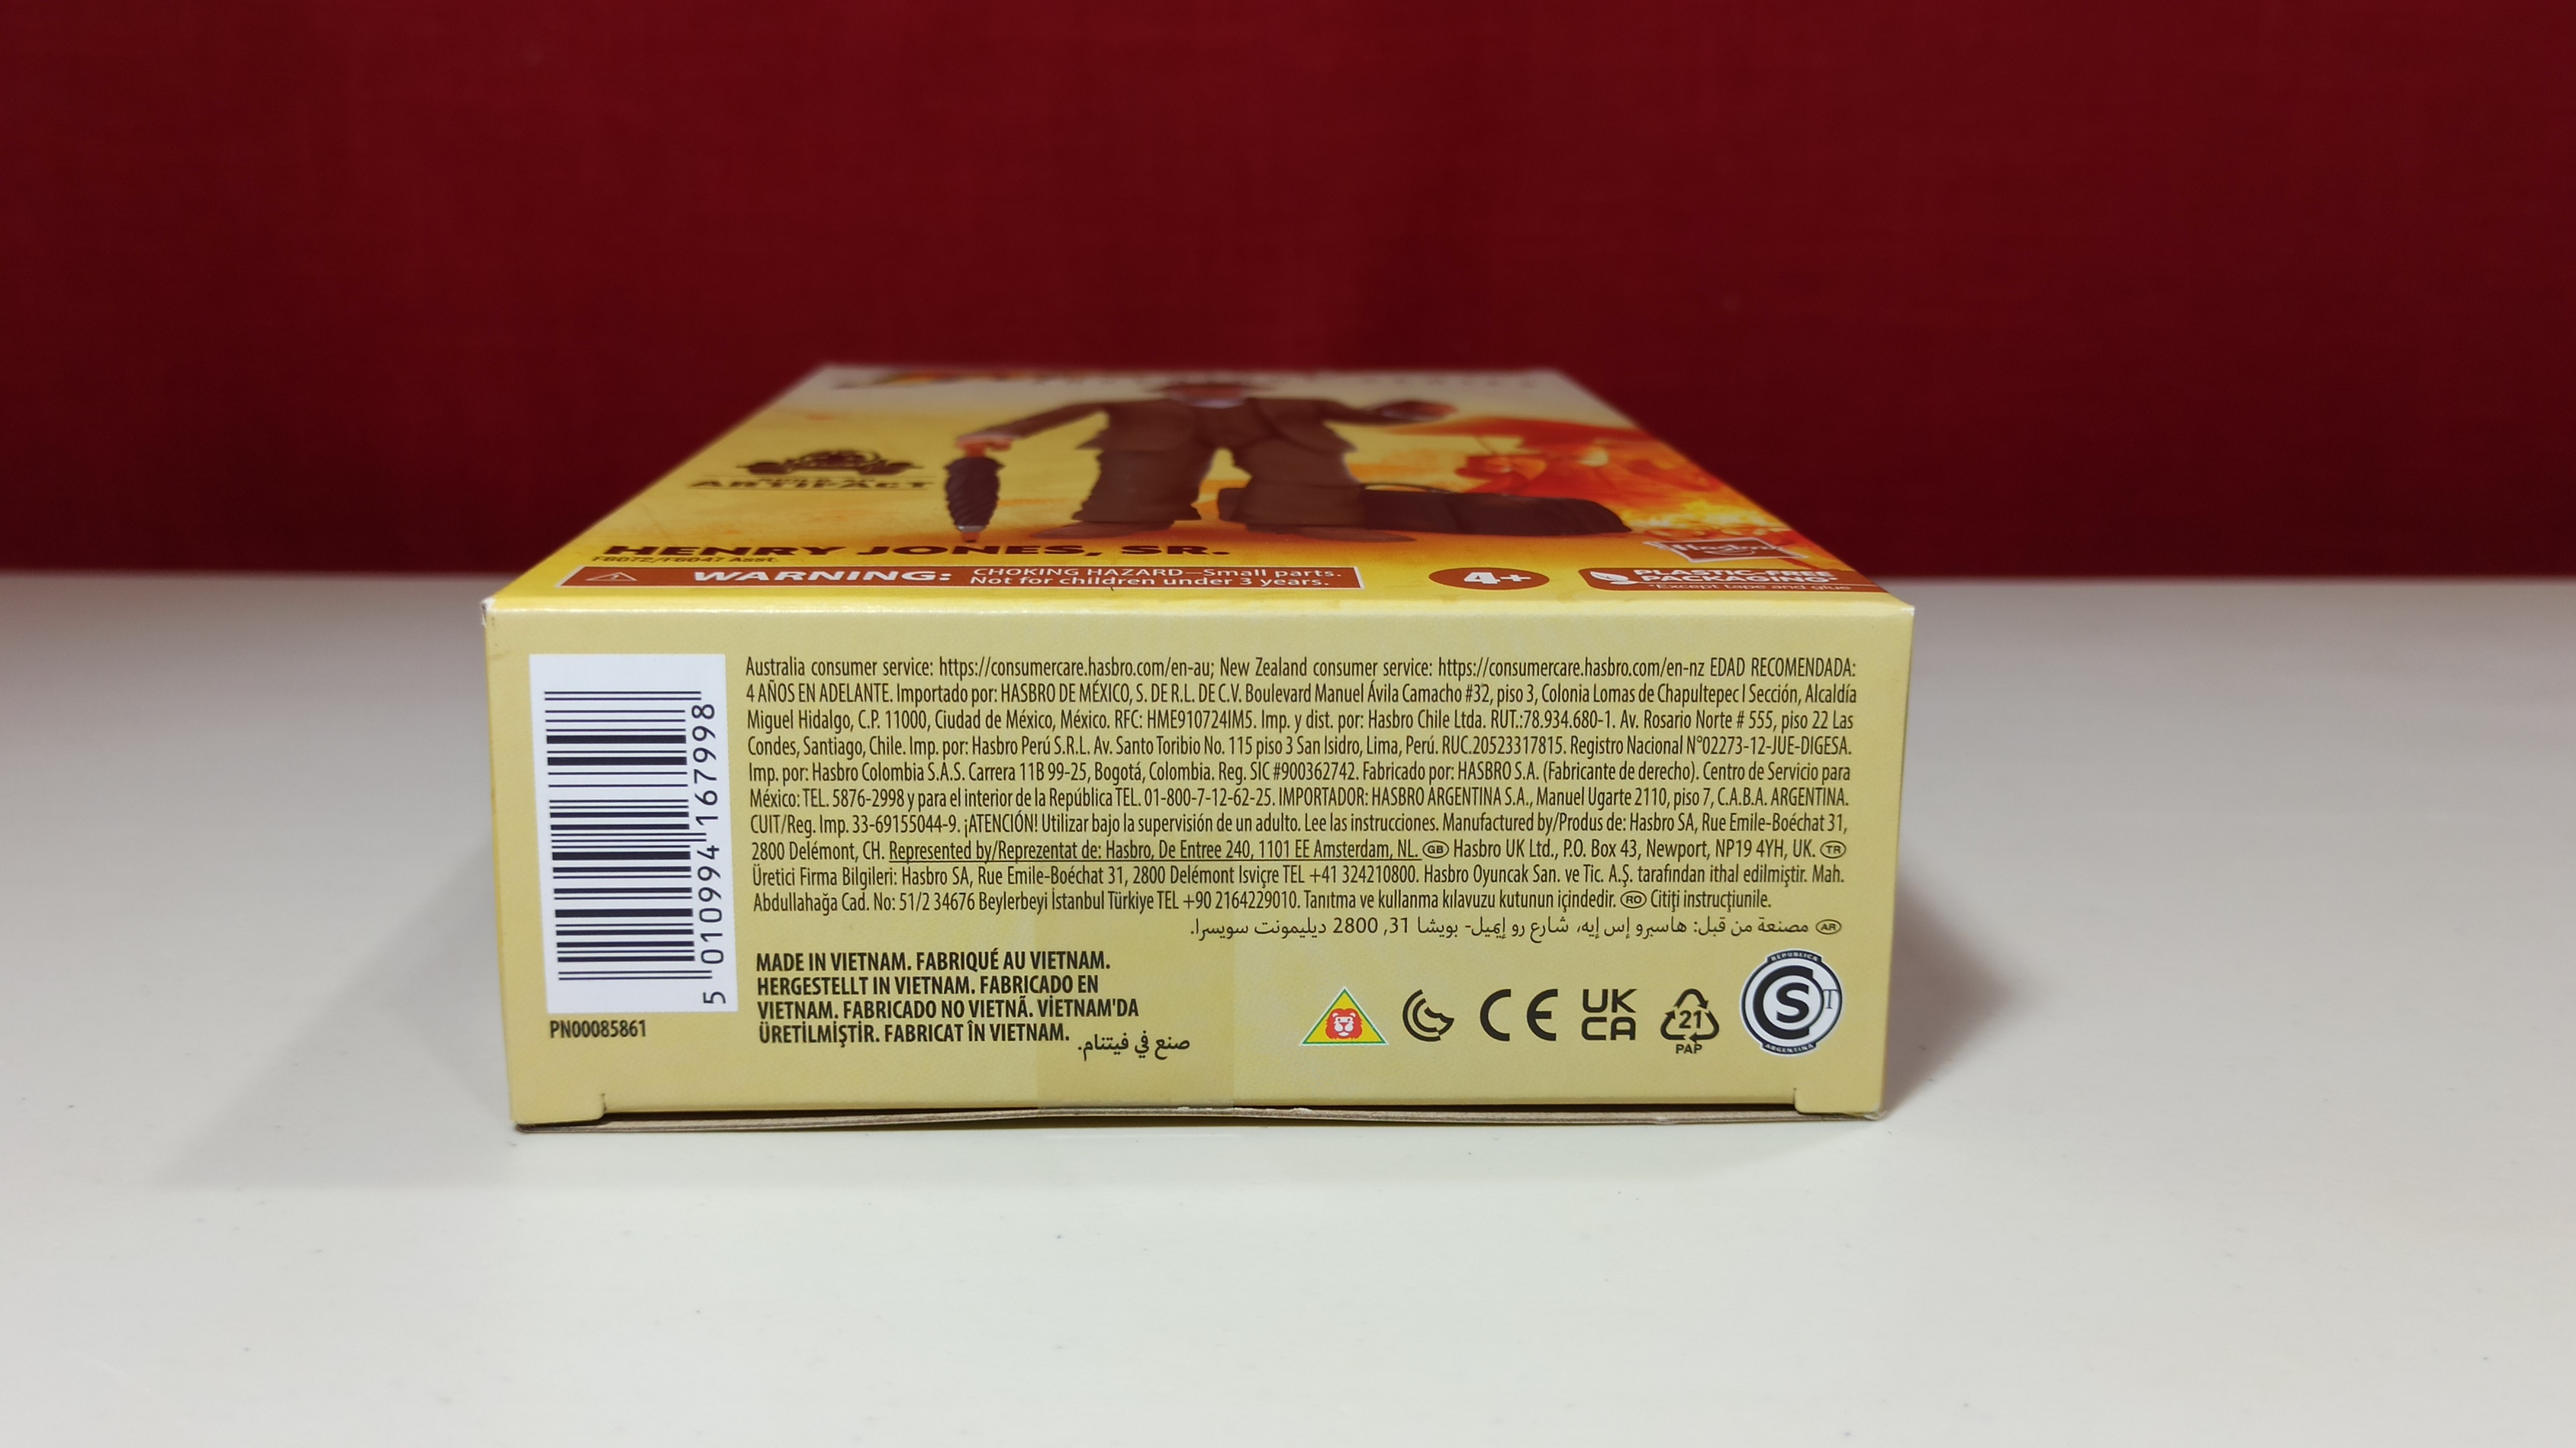 ARTIFACT
HENRY JONES, SR.
F6072/F6047 Asst.
WARNING: CHOKING HAZARD—Small parts.
Not for children under 3 years.
4+
Hasbro
PLASTIC-FREE
PACKAGING*
*Except tape and glue
Australia consumer service: https://consumercare.hasbro.com/en-au; New Zealand consumer service: https://consumercare.hasbro.com/en-nz EDAD RECOMENDADA:
4 AÑOS EN ADELANTE. Importado por: HASBRO DE MÉXICO, S. DE R.L. DE C.V. Boulevard Manuel Ávila Camacho #32, piso 3, Colonia Lomas de Chapultepec I Sección, Alcaldía
Miguel Hidalgo, C.P. 11000, Ciudad de México, México. RFC: HME910724IM5. Imp. y dist. por: Hasbro Chile Ltda. RUT.:78.934.680-1. Av. Rosario Norte # 555, piso 22 Las
Condes, Santiago, Chile. Imp. por: Hasbro Perú S.R.L. Av. Santo Toribio No. 115 piso 3 San Isidro, Lima, Perú. RUC.20523317815. Registro Nacional N°02273-12-JUE-DIGESA.
Imp. por: Hasbro Colombia S.A.S. Carrera 11B 99-25, Bogotá, Colombia. Reg. SIC #900362742. Fabricado por: HASBRO S.A. (Fabricante de derecho). Centro de Servicio para
México: TEL. 5876-2998 y para el interior de la República TEL. 01-800-7-12-62-25. IMPORTADOR: HASBRO ARGENTINA S.A., Manuel Ugarte 2110, piso 7, C.A.B.A. ARGENTINA.
CUIT/Reg. Imp. 33-69155044-9. ¡ATENCIÓN! Utilizar bajo la supervisión de un adulto. Lee las instrucciones. Manufactured by/Produs de: Hasbro SA, Rue Emile-Boéchat 31,
2800 Delémont, CH. Represented by/Reprezentat de: Hasbro, De Entree 240, 1101 EE Amsterdam, NL. GB Hasbro UK Ltd., P.O. Box 43, Newport, NP19 4YH, UK. TR
Üretici Firma Bilgileri: Hasbro SA, Rue Emile-Boéchat 31, 2800 Delémont Isviçre TEL +41 324210800. Hasbro Oyuncak San. ve Tic. A.Ş. tarafından ithal edilmiştir. Mah.
Abdullahağa Cad. No: 51/2 34676 Beylerbeyi İstanbul Türkiye TEL +90 2164229010. Tanıtma ve kullanma kılavuzu kutunun içindedir. RO Citiți instrucțiunile.
AR مصنعة من قبل: هاسبرو إس إيه، شارع رو إيميل- بويشا 31, 2800 ديليمونت سويسرا.
5 010994 167998
PN00085861
MADE IN VIETNAM. FABRIQUÉ AU VIETNAM.
HERGESTELLT IN VIETNAM. FABRICADO EN
VIETNAM. FABRICADO NO VIETNÃ. VİETNAM'DA
ÜRETİLMİŞTİR. FABRICAT ÎN VIETNAM.
صنع في فيتنام.
CE
UK
CA
21
PAP
REPUBLICA
S T
ARGENTINA